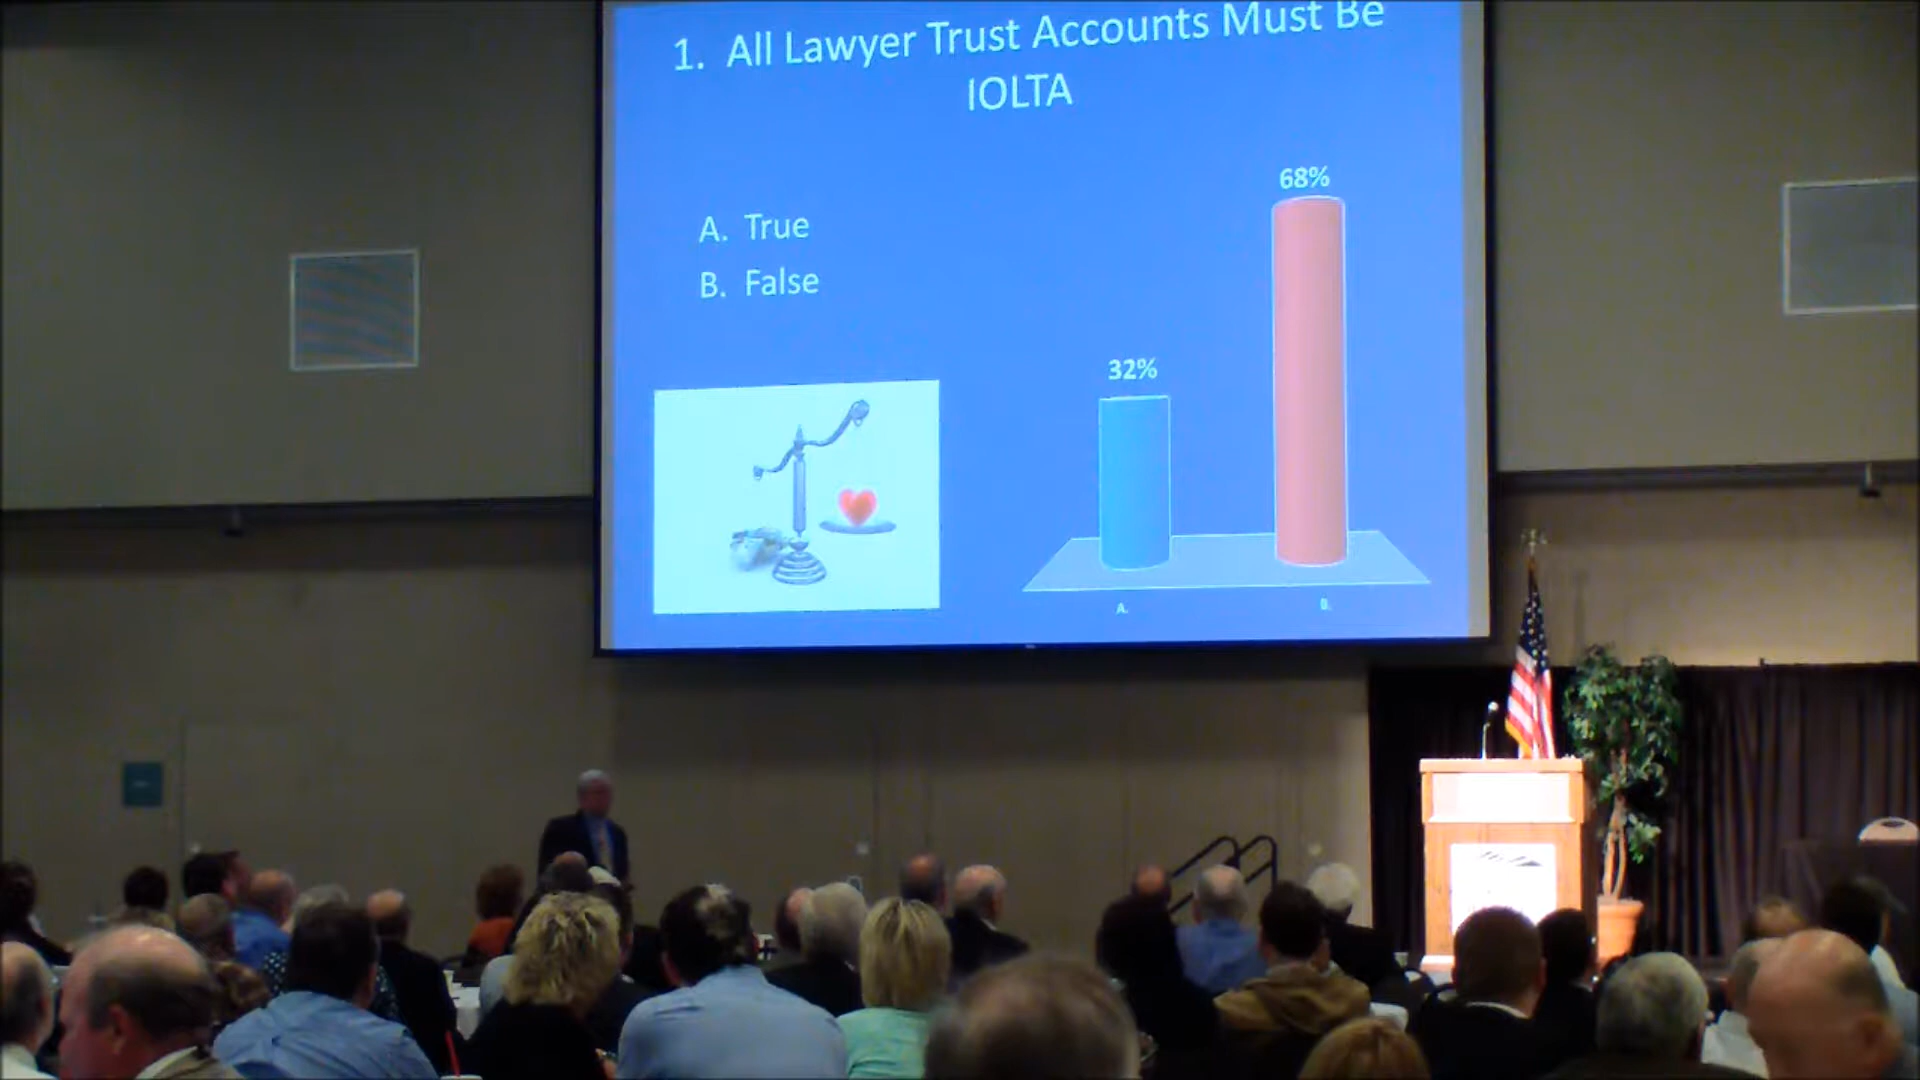 1. All Lawyer Trust Accounts Must Be
IOLTA
A. True
B. False
68%
32%
A.
B.